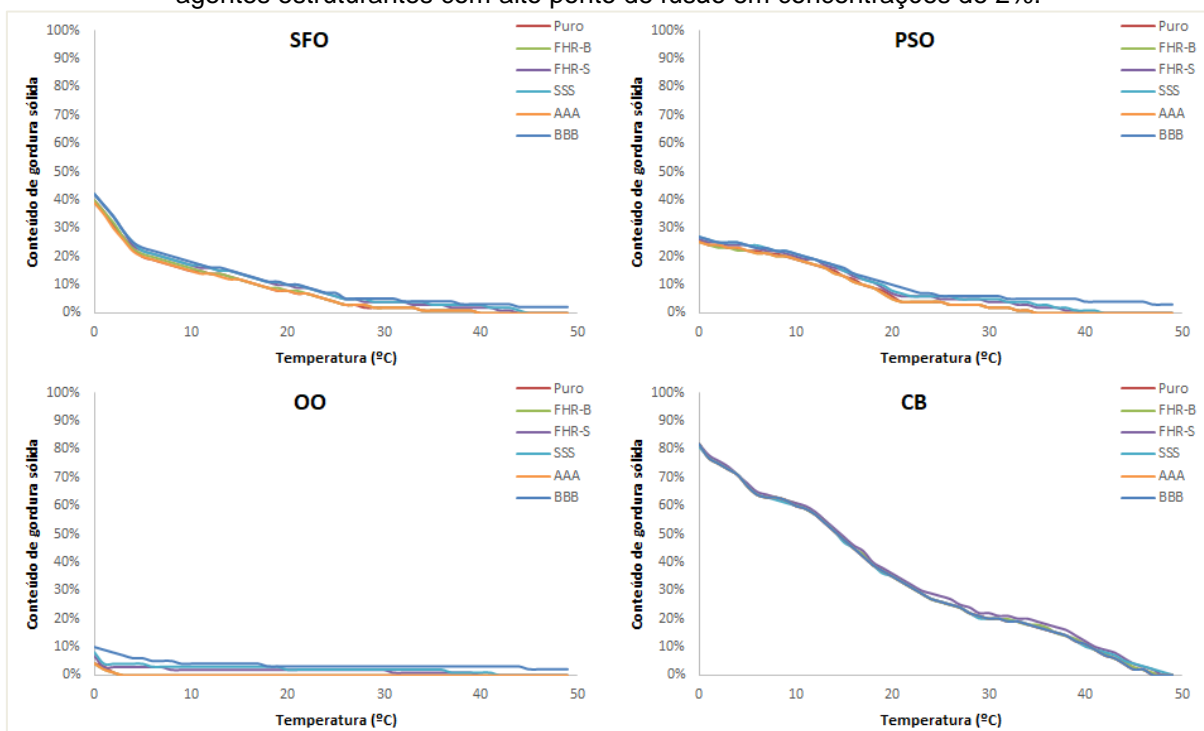 agentes estruturantes com alto ponto de fusão em concentrações de 2%.
SFO
Conteúdo de gordura sólida
100%
90%
80%
70%
60%
50%
40%
30%
20%
10%
0%
0 10 20 30 40 50
Temperatura (ºC)
Puro
FHR-B
FHR-S
SSS
AAA
BBB
PSO
Conteúdo de gordura sólida
100%
90%
80%
70%
60%
50%
40%
30%
20%
10%
0%
0 10 20 30 40 50
Temperatura (ºC)
Puro
FHR-B
FHR-S
SSS
AAA
BBB
OO
Conteúdo de gordura sólida
100%
90%
80%
70%
60%
50%
40%
30%
20%
10%
0%
0 10 20 30 40 50
Temperatura (ºC)
Puro
FHR-B
FHR-S
SSS
AAA
BBB
CB
Conteúdo de gordura sólida
100%
90%
80%
70%
60%
50%
40%
30%
20%
10%
0%
0 10 20 30 40 50
Temperatura (ºC)
Puro
FHR-B
FHR-S
SSS
AAA
BBB